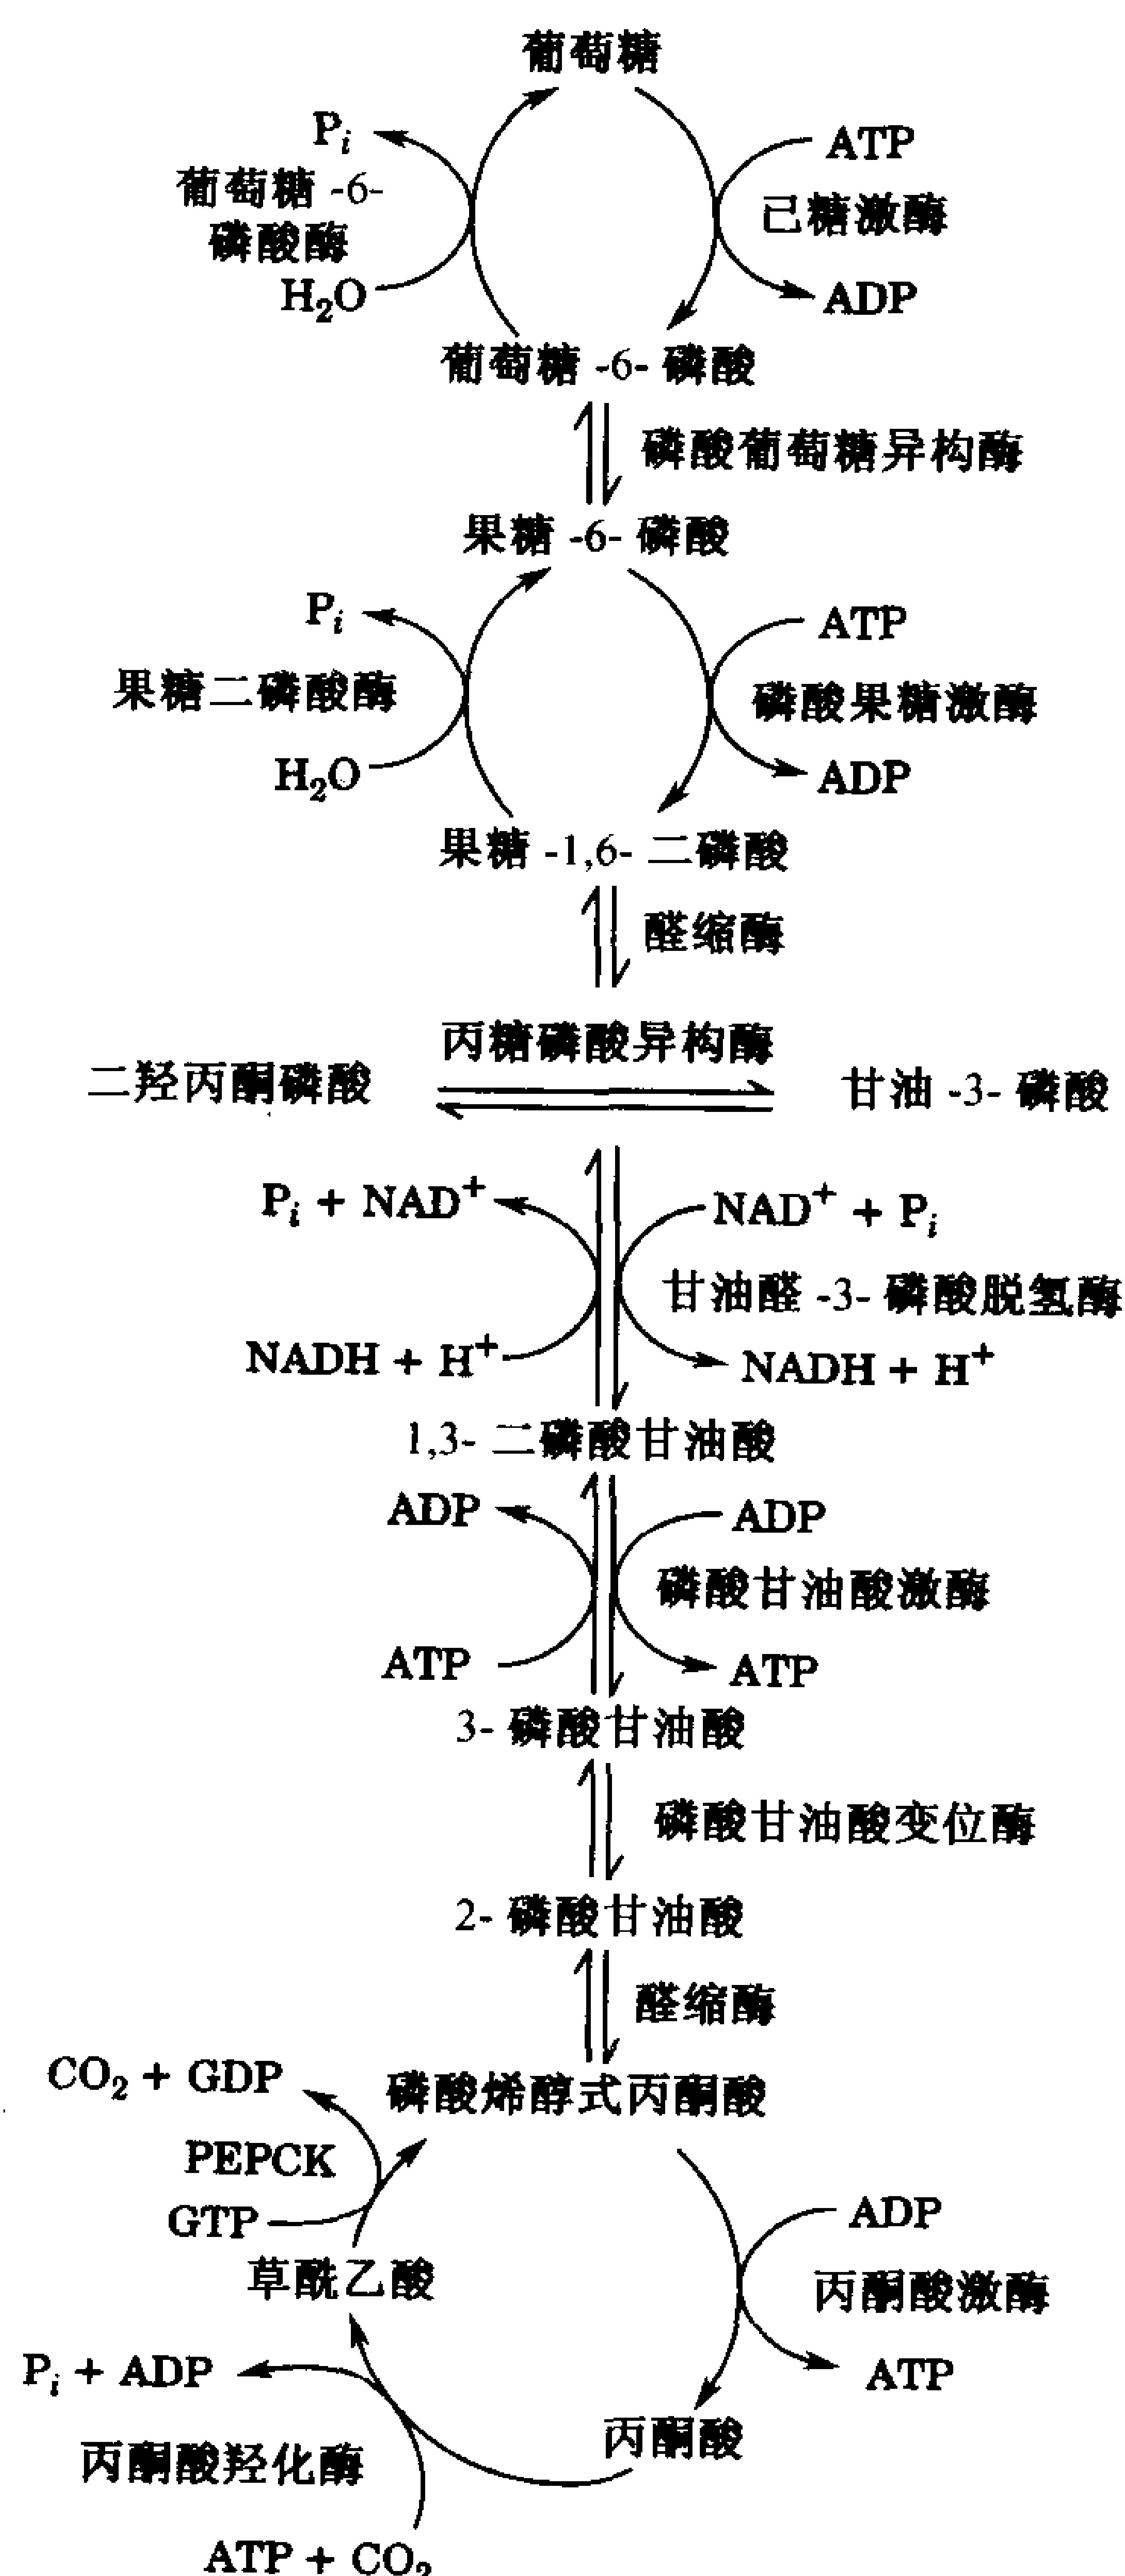 葡萄糖
P_i
ATP
葡萄糖 -6-
磷酸酶
已糖激酶
H₂O
ADP
葡萄糖 -6- 磷酸
磷酸葡萄糖异构酶
果糖 -6- 磷酸
P_i
ATP
果糖二磷酸酶
磷酸果糖激酶
H₂O
ADP
果糖 -1,6- 二磷酸
醛缩酶
丙糖磷酸异构酶
二羟丙酮磷酸
甘油 -3- 磷酸
P_i + NAD⁺
NAD⁺ + P_i
甘油醛 -3- 磷酸脱氢酶
NADH + H⁺
NADH + H⁺
1,3- 二磷酸甘油酸
ADP
ADP
磷酸甘油酸激酶
ATP
ATP
3- 磷酸甘油酸
磷酸甘油酸变位酶
2- 磷酸甘油酸
醛缩酶
CO₂ + GDP
磷酸烯醇式丙酮酸
PEPCK
GTP
ADP
草酰乙酸
丙酮酸激酶
P_i + ADP
ATP
丙酮酸
丙酮酸羟化酶
ATP + CO₂